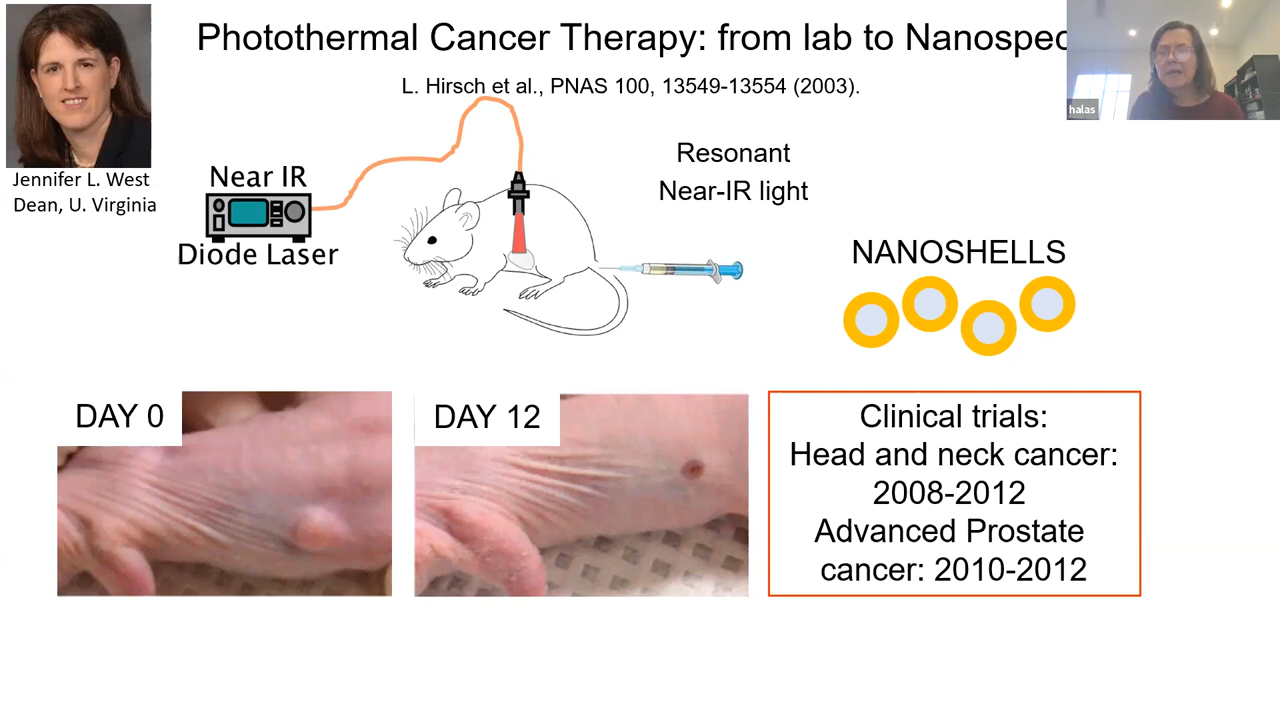 Photothermal Cancer Therapy: from lab to Nanospec
L. Hirsch et al., PNAS 100, 13549-13554 (2003).
halas
Jennifer L. West
Dean, U. Virginia
Near IR
Diode Laser
Resonant
Near-IR light
NANOSHELLS
DAY 0
DAY 12
Clinical trials:
Head and neck cancer:
2008-2012
Advanced Prostate
cancer: 2010-2012